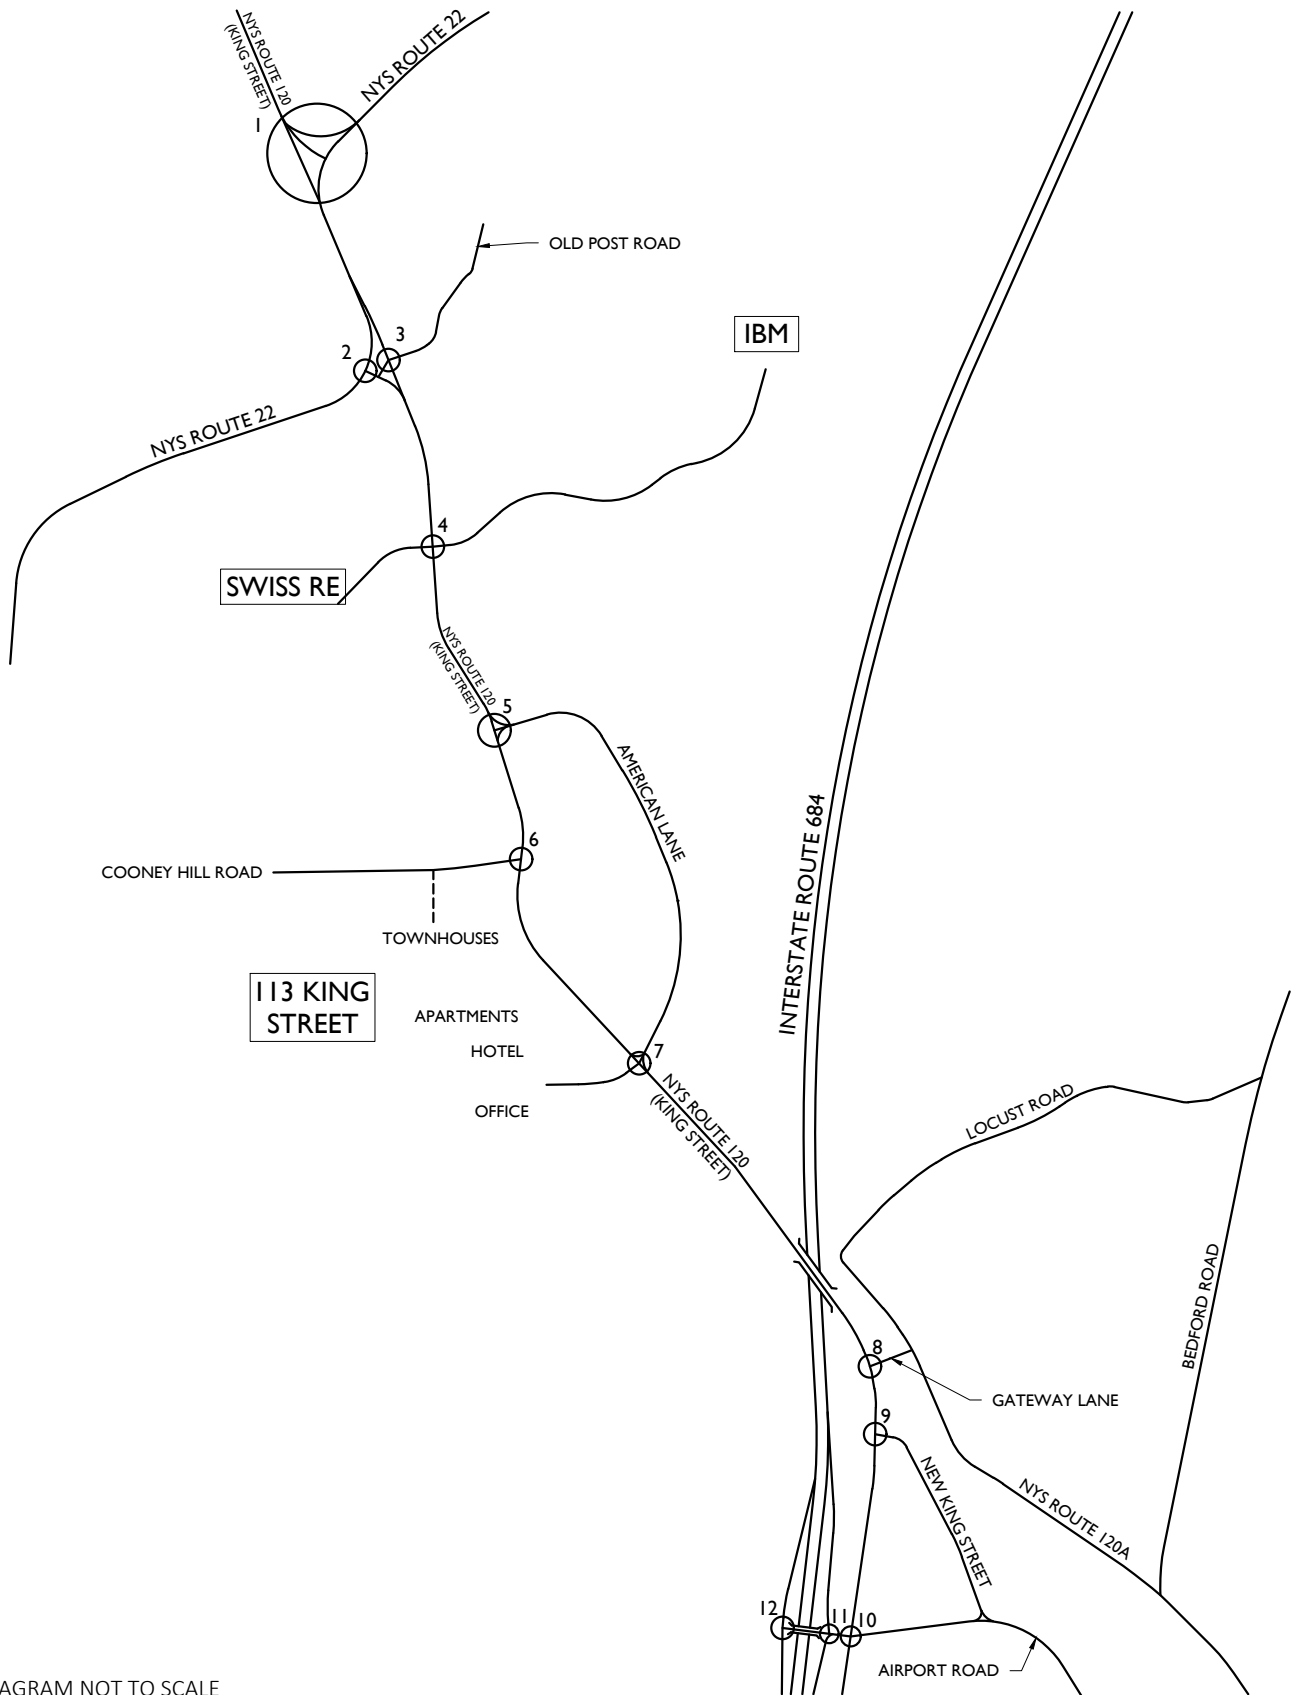 NYS ROUTE 120
(KING STREET)
NYS ROUTE 22
1
OLD POST ROAD
IBM
3
2
NYS ROUTE 22
4
SWISS RE
NYS ROUTE 120
(KING STREET)
5
AMERICAN LANE
6
COONEY HILL ROAD
TOWNHOUSES
INTERSTATE ROUTE 684
113 KING
STREET
APARTMENTS
HOTEL
7
OFFICE
NYS ROUTE 120
(KING STREET)
LOCUST ROAD
BEDFORD ROAD
8
GATEWAY LANE
9
NEW KING STREET
NYS ROUTE 120A
12
11
10
AIRPORT ROAD
AGRAM NOT TO SCALE